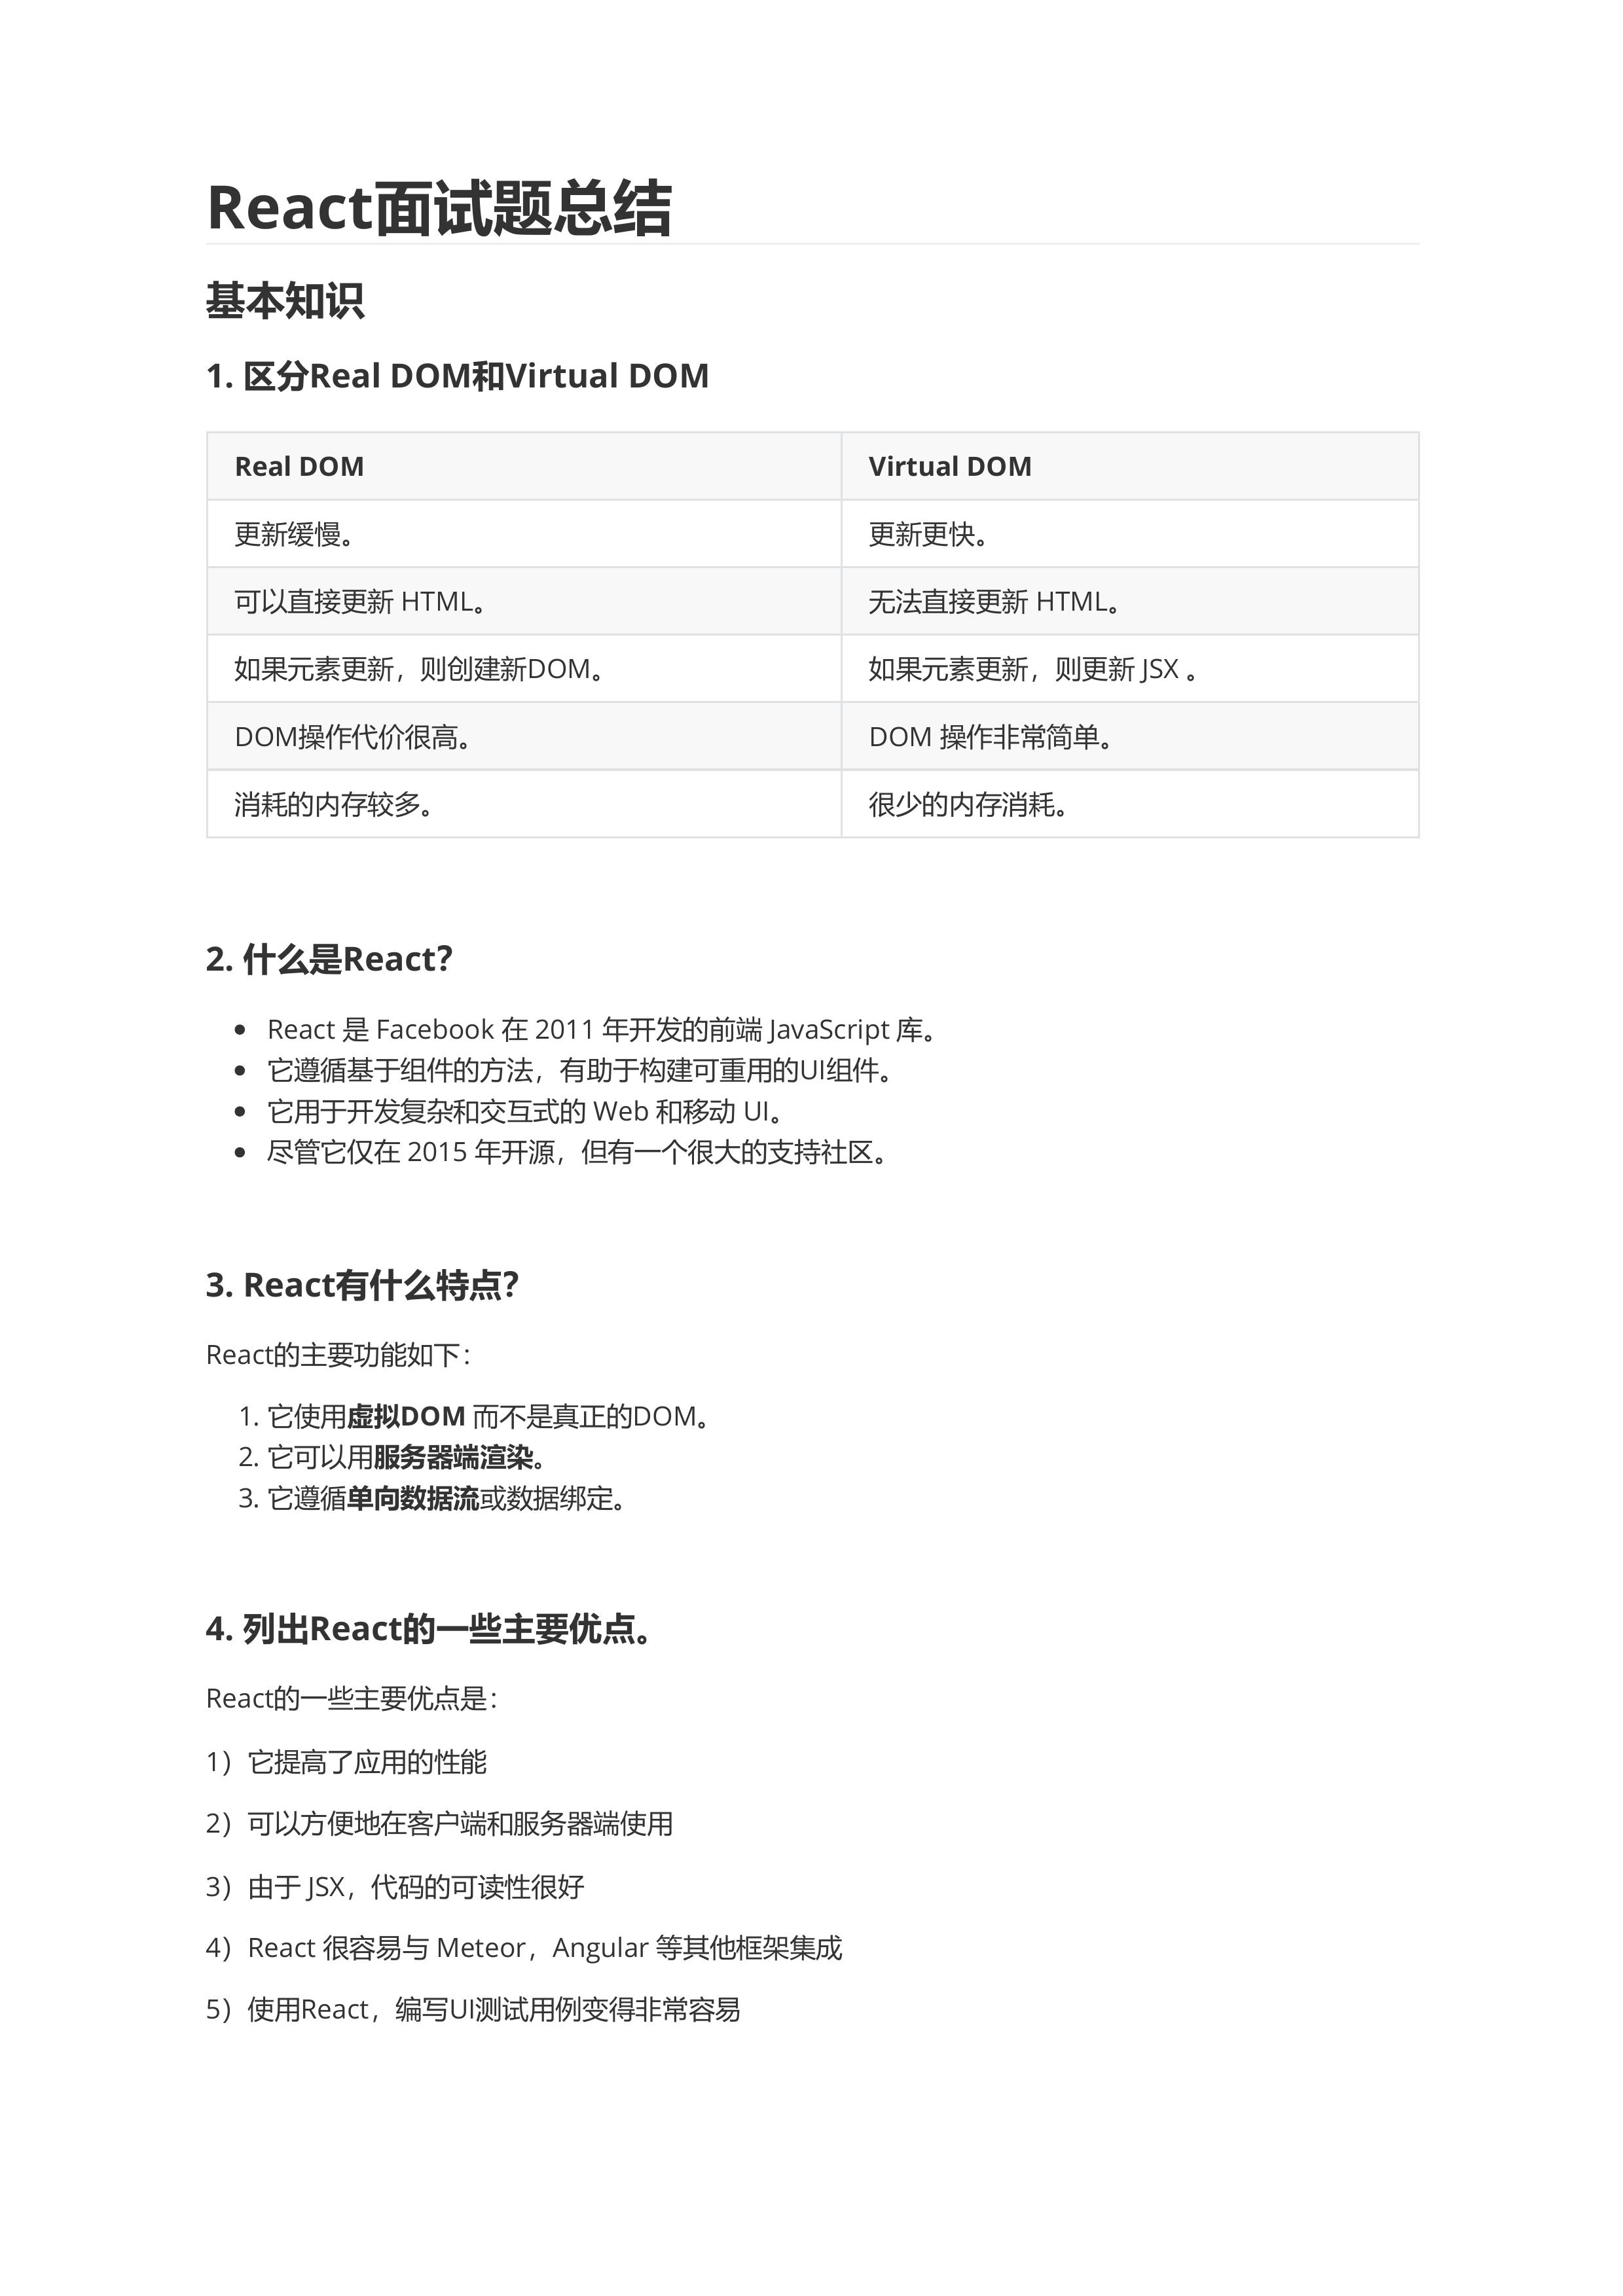 React面试题总结
基本知识
1. 区分Real DOM和Virtual DOM
Real DOM	Virtual DOM
更新缓慢。	更新更快。
可以直接更新 HTML。	无法直接更新 HTML。
如果元素更新，则创建新DOM。	如果元素更新，则更新 JSX 。
DOM操作代价很高。	DOM 操作非常简单。
消耗的内存较多。	很少的内存消耗。
2. 什么是React？
• React 是 Facebook 在 2011 年开发的前端 JavaScript 库。
• 它遵循基于组件的方法，有助于构建可重用的UI组件。
• 它用于开发复杂和交互式的 Web 和移动 UI。
• 尽管它仅在 2015 年开源，但有一个很大的支持社区。
3. React有什么特点？
React的主要功能如下：
1. 它使用虚拟DOM 而不是真正的DOM。
2. 它可以用服务器端渲染。
3. 它遵循单向数据流或数据绑定。
4. 列出React的一些主要优点。
React的一些主要优点是：
1）它提高了应用的性能
2）可以方便地在客户端和服务器端使用
3）由于 JSX，代码的可读性很好
4）React 很容易与 Meteor，Angular 等其他框架集成
5）使用React，编写UI测试用例变得非常容易